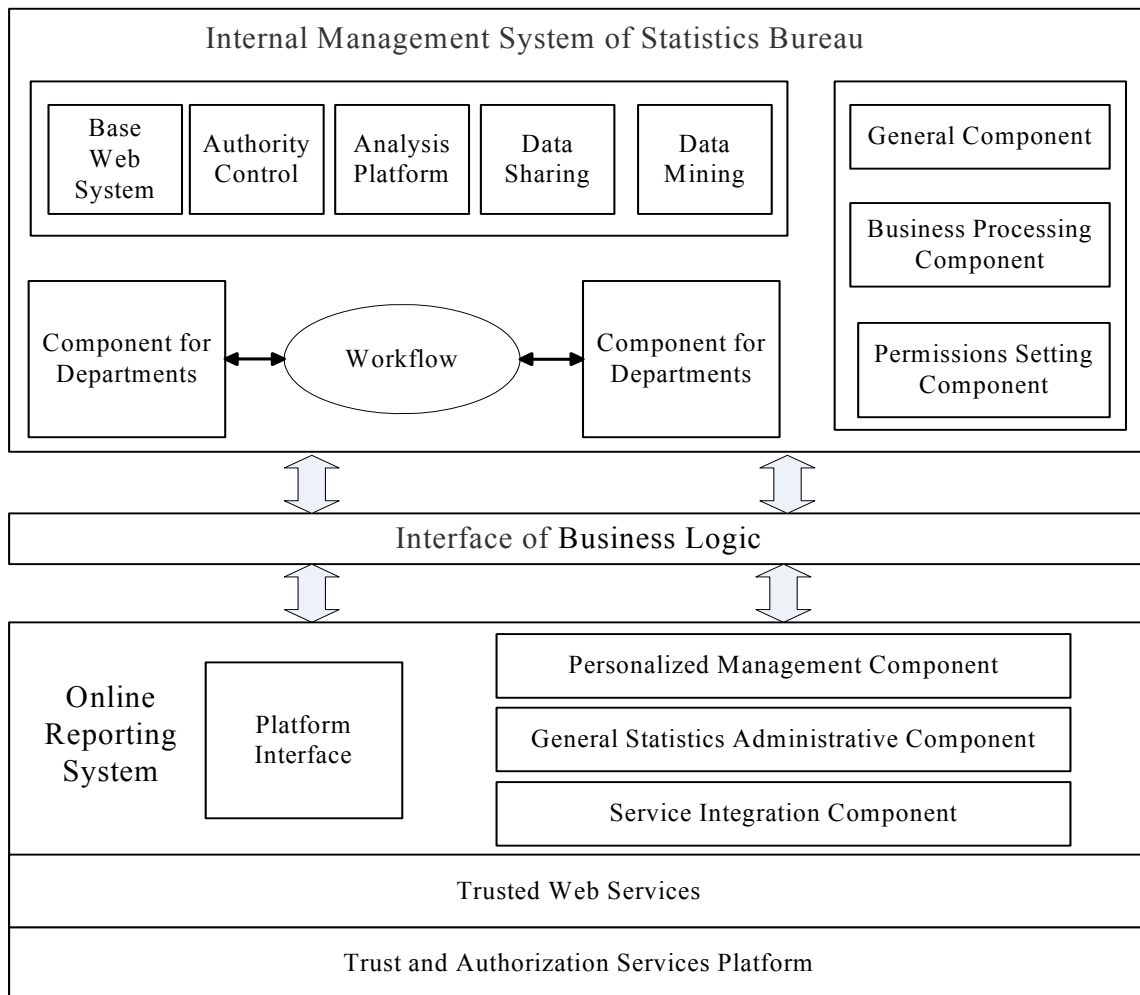 Internal Management System of Statistics Bureau
Base
Web
System
Authority
Control
Analysis
Platform
Data
Sharing
Data
Mining
General Component
Business Processing
Component
Permissions Setting
Component
Component for
Departments
Workflow
Component for
Departments
Interface of Business Logic
Online
Reporting
System
Platform
Interface
Personalized Management Component
General Statistics Administrative Component
Service Integration Component
Trusted Web Services
Trust and Authorization Services Platform